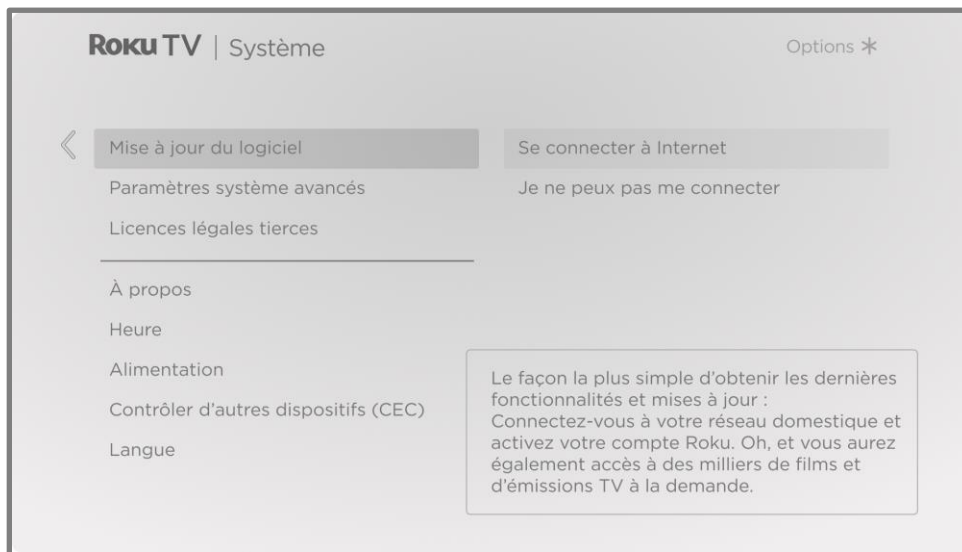 Roku TV | Système
Options *
Mise à jour du logiciel
Paramètres système avancés
Licences légales tierces
À propos
Heure
Alimentation
Contrôler d'autres dispositifs (CEC)
Langue
Se connecter à Internet
Je ne peux pas me connecter
Le façon la plus simple d'obtenir les dernières
fonctionnalités et mises à jour :
Connectez-vous à votre réseau domestique et
activez votre compte Roku. Oh, et vous aurez
également accès à des milliers de films et
d'émissions TV à la demande.